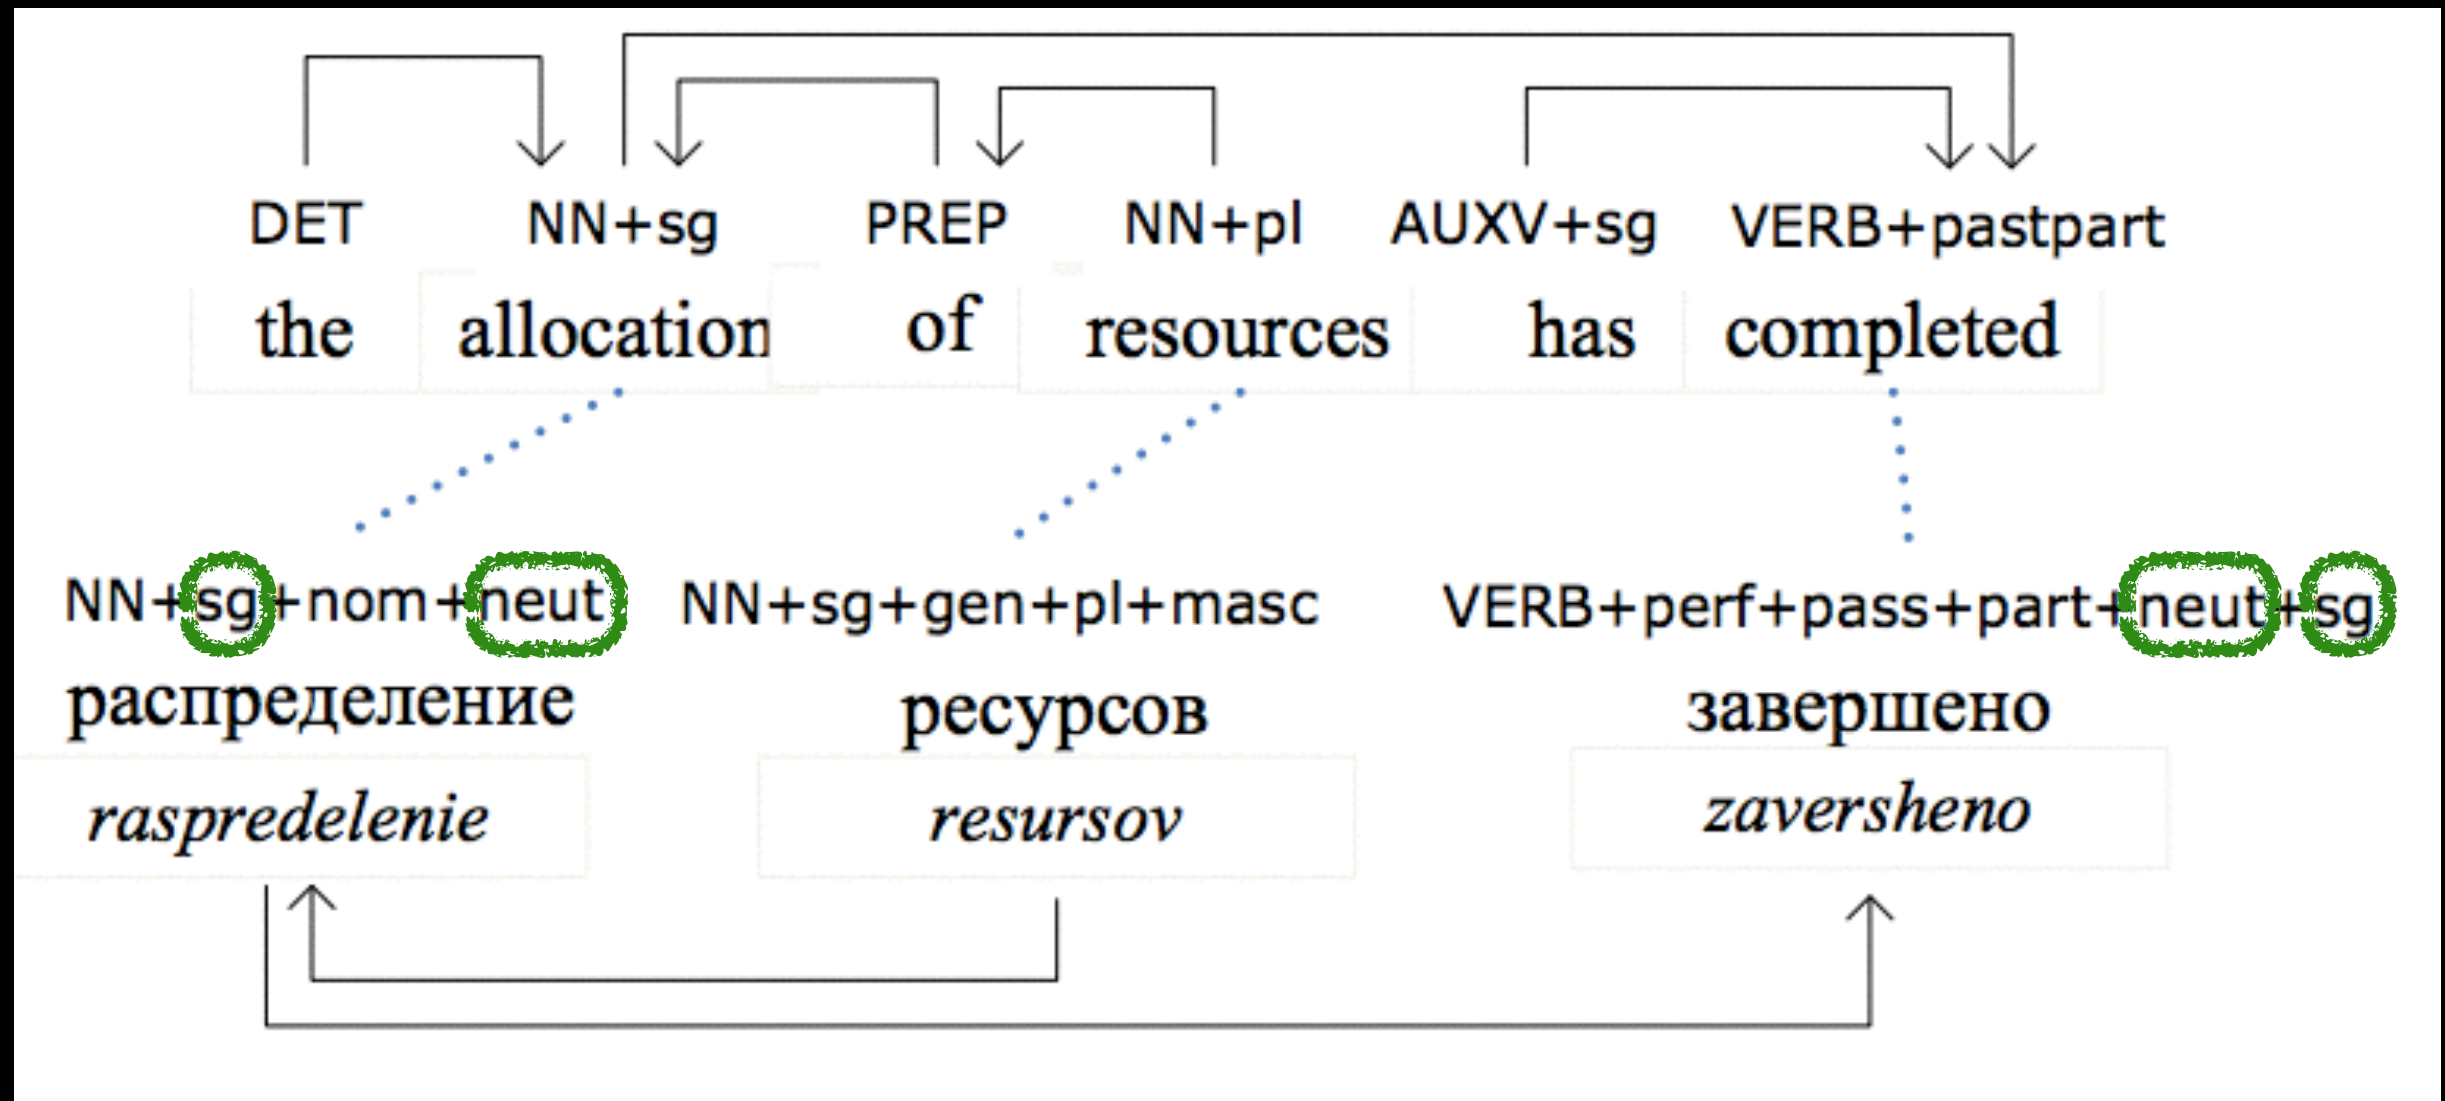 DET NN+sg PREP NN+pl AUXV+sg VERB+pastpart
the allocation of resources has completed
NN+sg+nom+neut NN+sg+gen+pl+masc VERB+perf+pass+part+neut+sg
распределение ресурсов завершено
raspredelenie resursov zaversheno